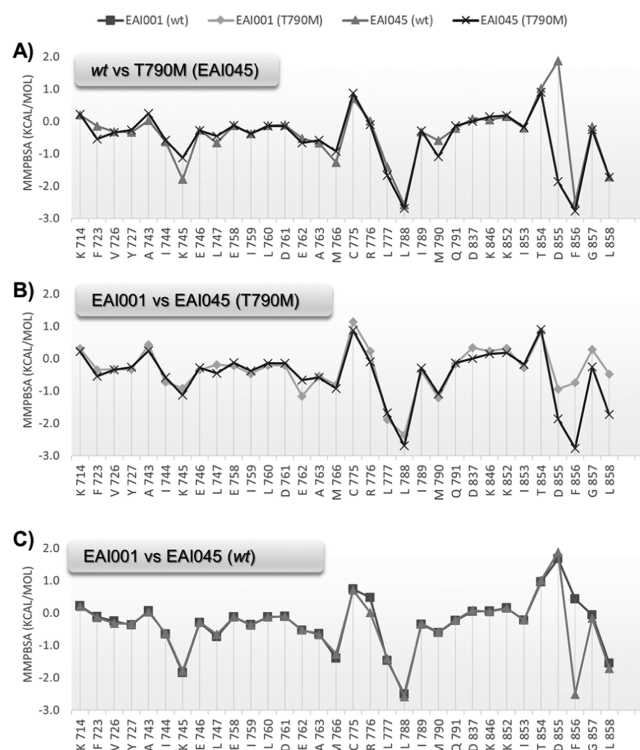 EAI001 (wt) EAI001 (T790M) EAI045 (wt) EAI045 (T790M)
A)
wt vs T790M (EAI045)
MMPBSA (KCAL/MOL)
2.0
1.0
0.0
-1.0
-2.0
-3.0
K 714 F 723 V 726 Y 727 A 743 I 744 K 745 E 746 L 747 E 758 I 759 L 760 D 761 E 762 A 763 M 766 C 775 R 776 L 777 L 788 I 789 M 790 Q 791 D 837 K 846 K 852 I 853 T 854 D 855 F 856 G 857 L 858
B)
EAI001 vs EAI045 (T790M)
MMPBSA (KCAL/MOL)
2.0
1.0
0.0
-1.0
-2.0
-3.0
K 714 F 723 V 726 Y 727 A 743 I 744 K 745 E 746 L 747 E 758 I 759 L 760 D 761 E 762 A 763 M 766 C 775 R 776 L 777 L 788 I 789 M 790 Q 791 D 837 K 846 K 852 I 853 T 854 D 855 F 856 G 857 L 858
C)
EAI001 vs EAI045 (wt)
MMPBSA (KCAL/MOL)
2.0
1.0
0.0
-1.0
-2.0
-3.0
K 714 F 723 V 726 Y 727 A 743 I 744 K 745 E 746 L 747 E 758 I 759 L 760 D 761 E 762 A 763 M 766 C 775 R 776 L 777 L 788 I 789 M 790 Q 791 D 837 K 846 K 852 I 853 T 854 D 855 F 856 G 857 L 858